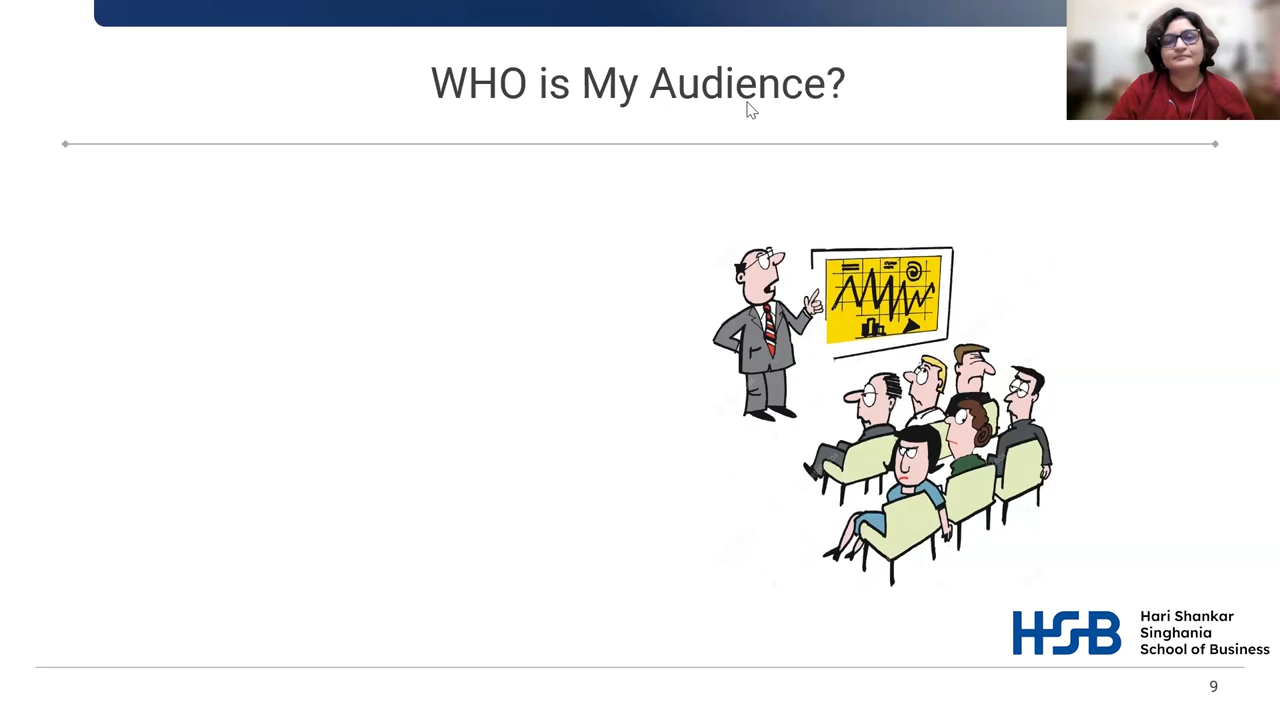 WHO is My Audience?
HSB
Hari Shankar
Singhania
School of Business
9